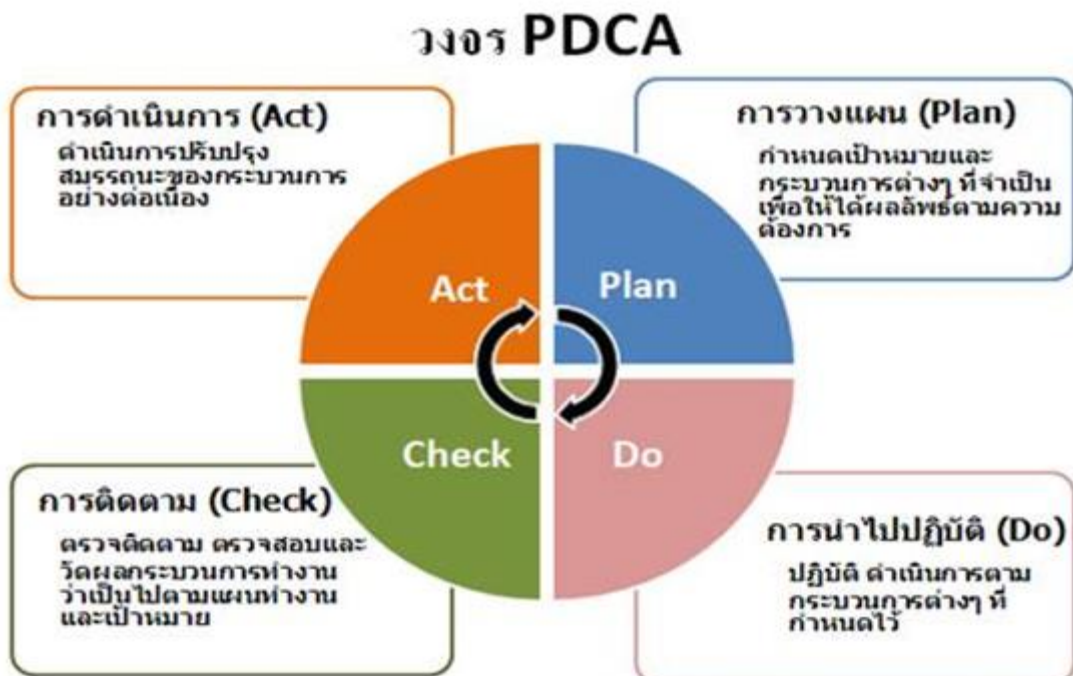 วงจร PDCA
การดำเนินการ (Act)
ดำเนินการปรับปรุง
สมรรถนะของกระบวนการ
อย่างต่อเนื่อง
การวางแผน (Plan)
กำหนดเป้าหมายและ
กระบวนการต่างๆ ที่จำเป็น
เพื่อให้ได้ผลลัพธ์ตามความ
ต้องการ
Act
Plan
Check
Do
การติดตาม (Check)
ตรวจติดตาม ตรวจสอบและ
วัดผลกระบวนการทำงาน
ว่าเป็นไปตามแผนทำงาน
และเป้าหมาย
การนำไปปฏิบัติ (Do)
ปฏิบัติ ดำเนินการตาม
กระบวนการต่างๆ ที่
กำหนดไว้